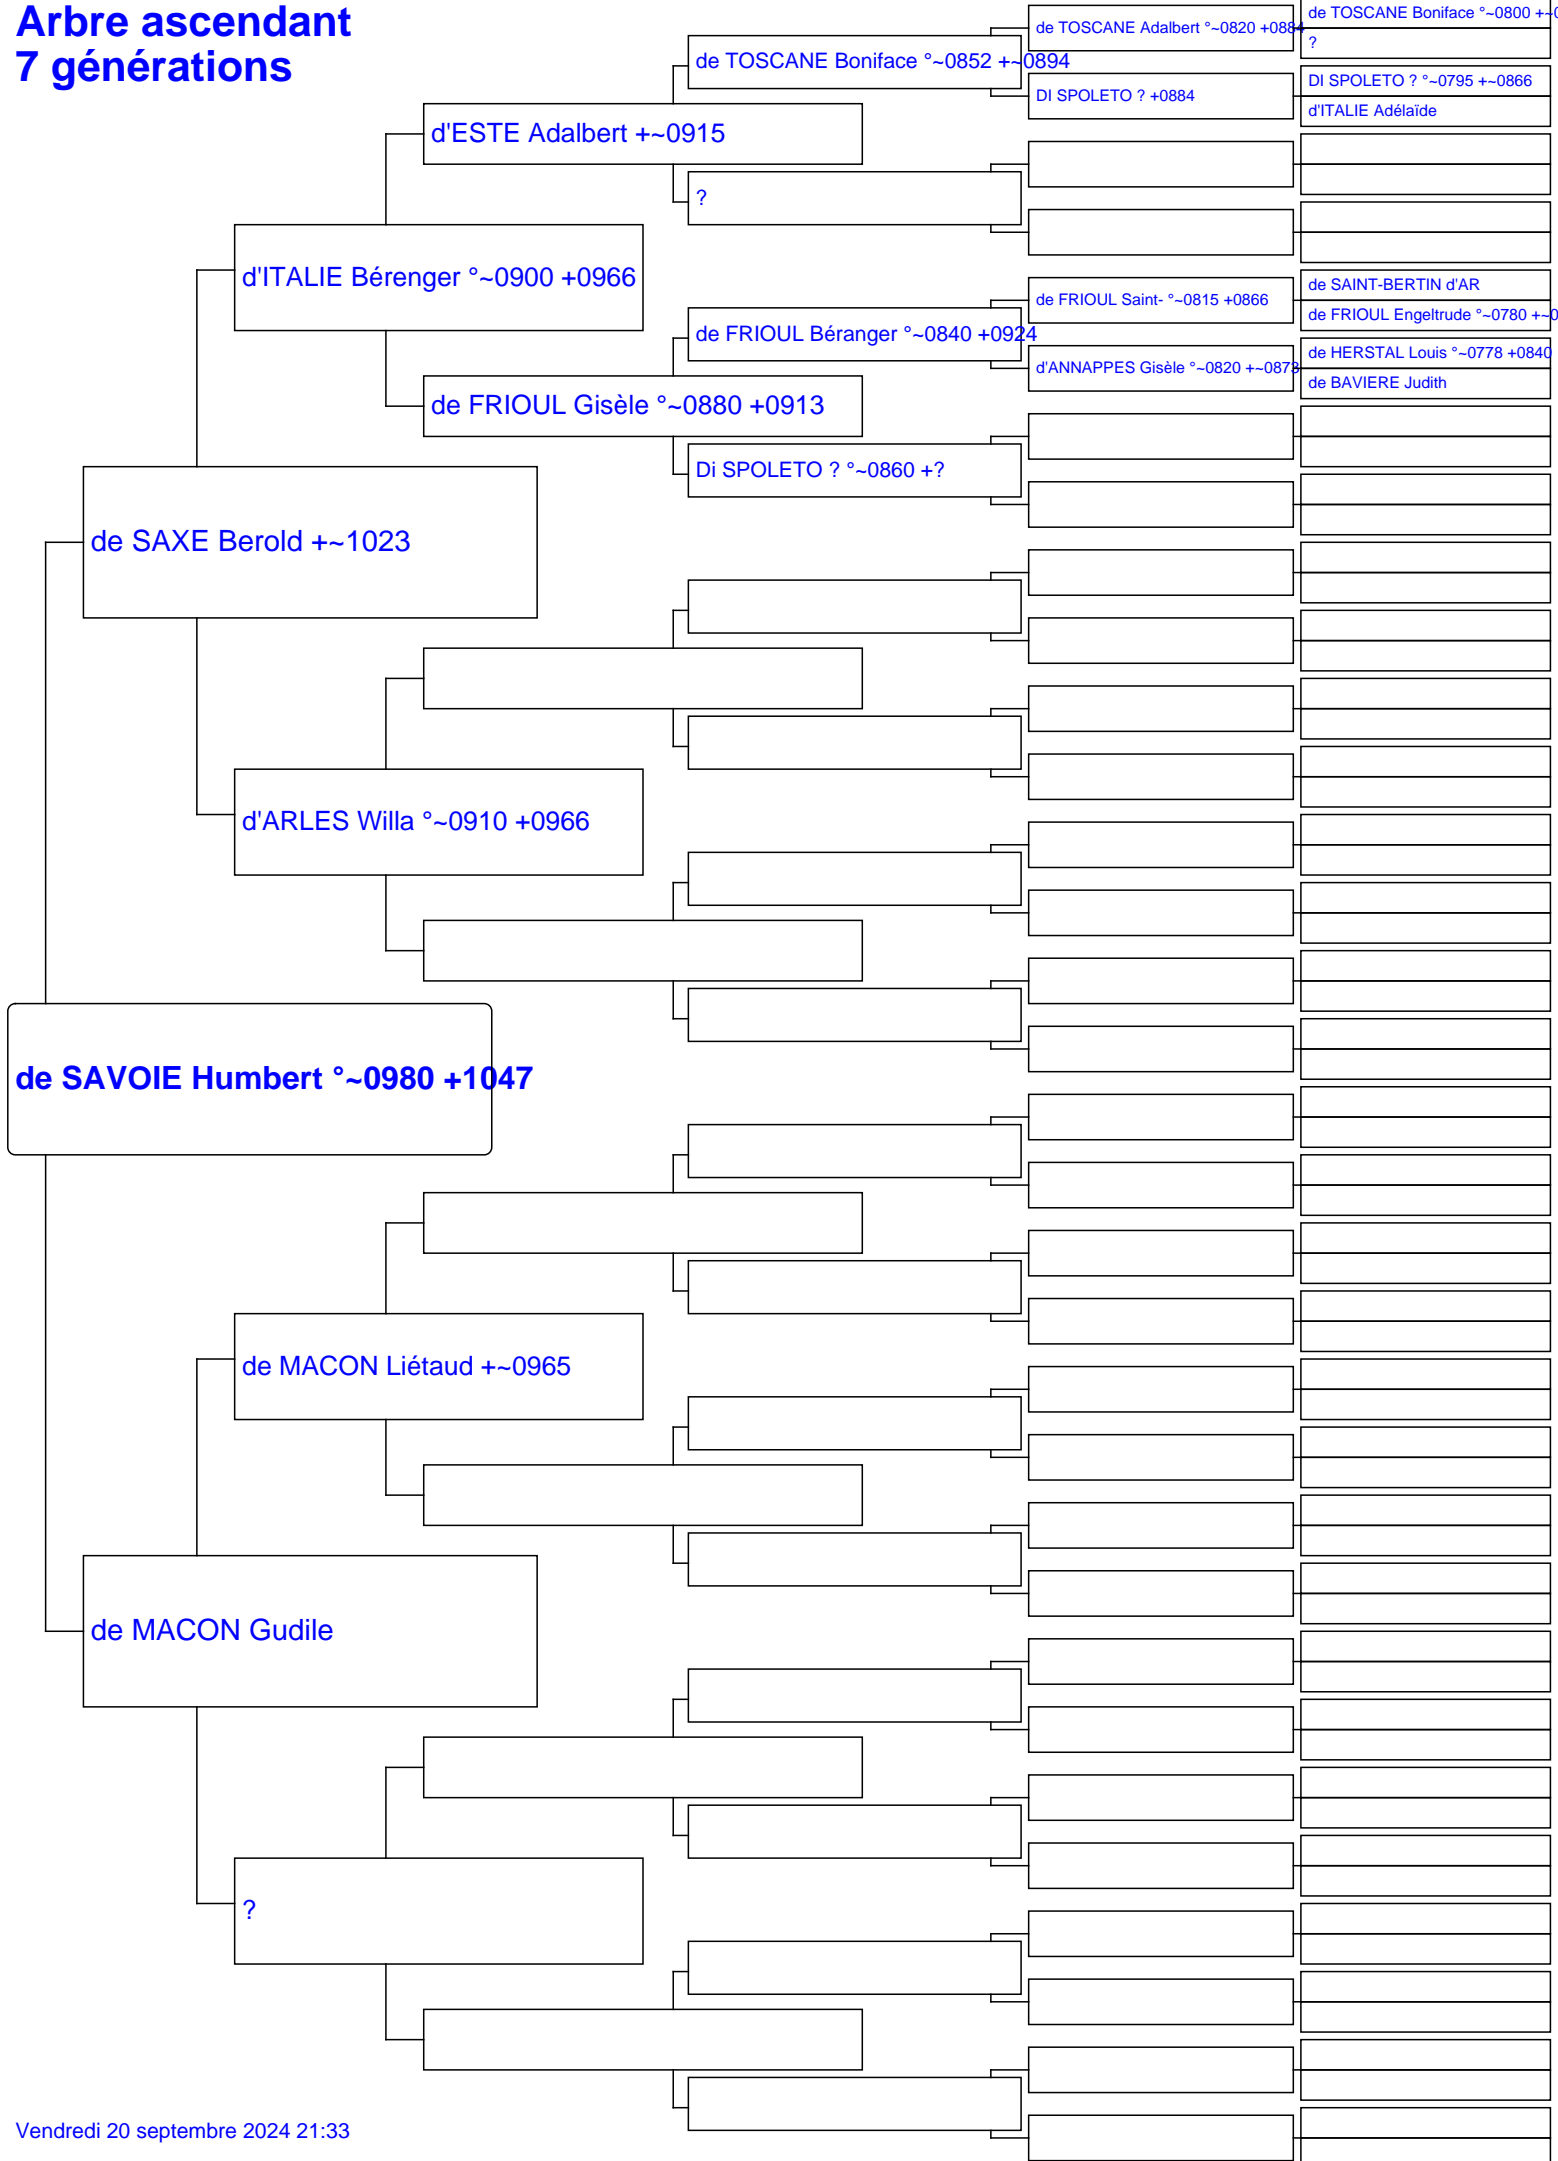 Arbre ascendant
7 générations
de TOSCANE Boniface °~0800 +~0
?
de TOSCANE Adalbert °~0820 +0884
de TOSCANE Boniface °~0852 +~0894
DI SPOLETO ? °~0795 +~0866
DI SPOLETO ? +0884
d'ITALIE Adélaïde
d'ESTE Adalbert +~0915
?
d'ITALIE Bérenger °~0900 +0966
de SAINT-BERTIN d'AR
de FRIOUL Saint- °~0815 +0866
de FRIOUL Engeltrude °~0780 +~0
de FRIOUL Béranger °~0840 +0924
de HERSTAL Louis °~0778 +0840
d'ANNAPPES Gisèle °~0820 +~0873
de BAVIERE Judith
de FRIOUL Gisèle °~0880 +0913
Di SPOLETO ? °~0860 +?
de SAXE Berold +~1023
d'ARLES Willa °~0910 +0966
de SAVOIE Humbert °~0980 +1047
de MACON Liétaud +~0965
de MACON Gudile
?
Vendredi 20 septembre 2024 21:33